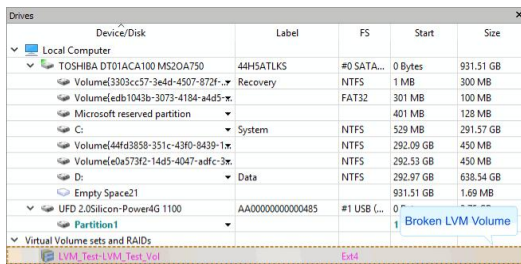 Drives ×
Device/Disk Label FS Start Size
Local Computer
TOSHIBA DT01ACA100 MS2OA750 44H5ATLKS #0 SATA... 0 Bytes 931.51 GB
Volume{3303cc57-3e4d-4507-872f-... Recovery NTFS 1 MB 300 MB
Volume{edb1043b-3073-4184-a4d5-... FAT32 301 MB 100 MB
Microsoft reserved partition 401 MB 128 MB
C: System NTFS 529 MB 291.57 GB
Volume{44fd3858-351c-43f0-8439-1... NTFS 292.09 GB 450 MB
Volume{e0a573f2-14d5-4047-adfc-3... NTFS 292.53 GB 450 MB
D: Data NTFS 292.97 GB 638.54 GB
Empty Space21 931.51 GB 1.69 MB
UFD 2.0Silicon-Power4G 1100 AA00000000000485 #1 USB (...
Partition1
Broken LVM Volume
Virtual Volume sets and RAIDs
LVM_Test-LVM_Test_Vol Ext4